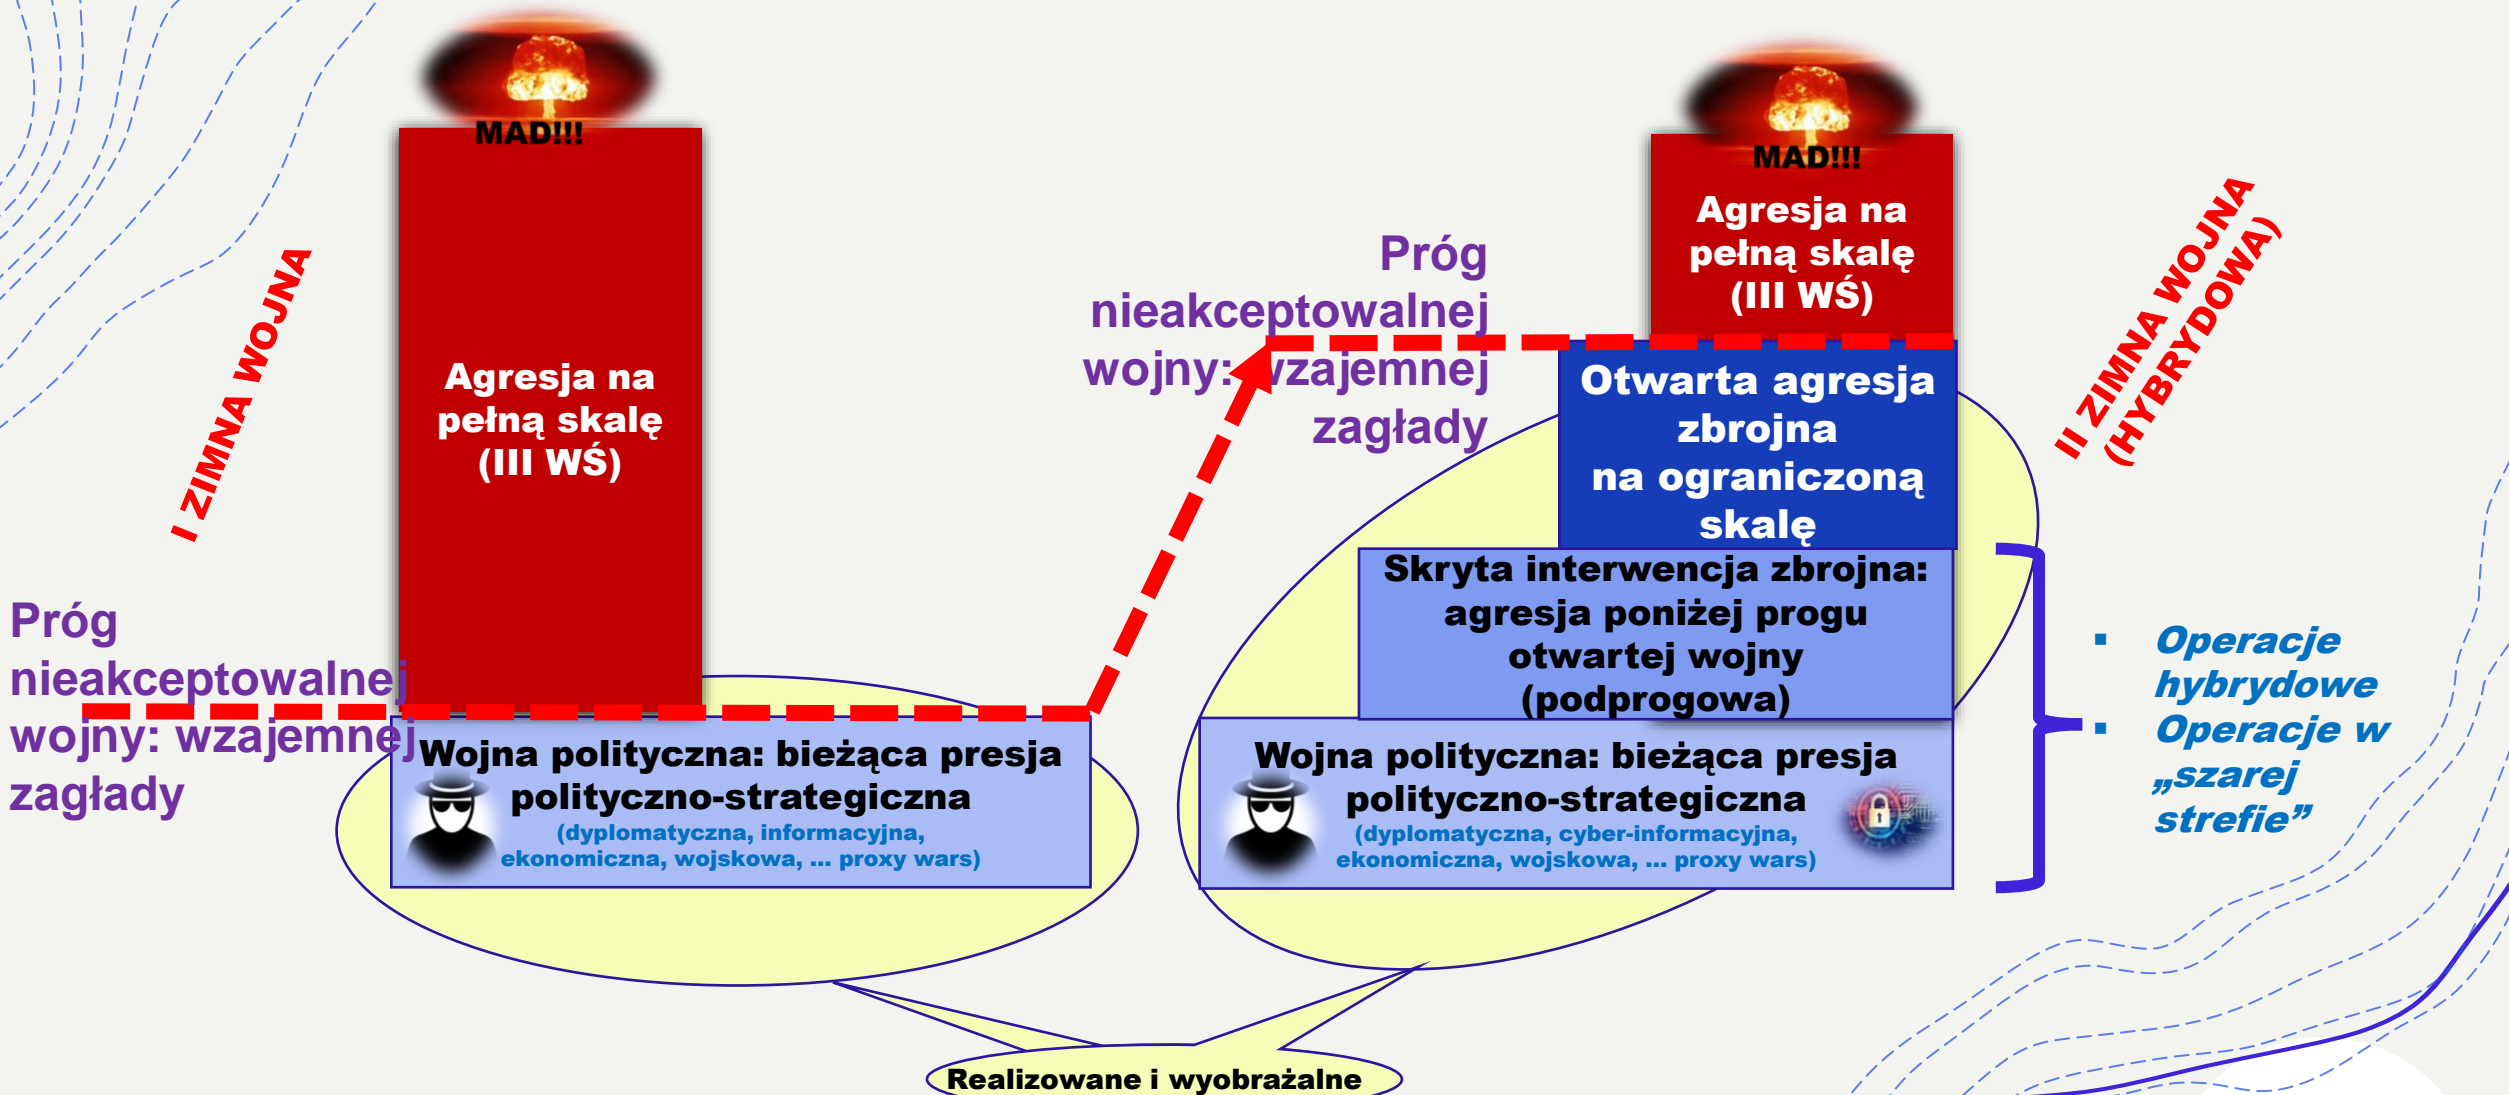 MAD!!!
Agresja na
pełną skalę
(III WŚ)
I ZIMNA WOJNA
Próg
nieakceptowalnej
wojny: wzajemnej
zagłady
Wojna polityczna: bieżąca presja
polityczno-strategiczna
(dyplomatyczna, informacyjna,
ekonomiczna, wojskowa, ... proxy wars)
Próg
nieakceptowalnej
wojny: wzajemnej
zagłady
MAD!!!
Agresja na
pełną skalę
(III WŚ)
Otwarta agresja
zbrojna
na ograniczoną
skalę
Skryta interwencja zbrojna:
agresja poniżej progu
otwartej wojny
(podprogowa)
Wojna polityczna: bieżąca presja
polityczno-strategiczna
(dyplomatyczna, cyber-informacyjna,
ekonomiczna, wojskowa, ... proxy wars)
II ZIMNA WOJNA
(HYBRYDOWA)
▪ Operacje
hybrydowe
▪ Operacje w
„szarej
strefie”
Realizowane i wyobrażalne